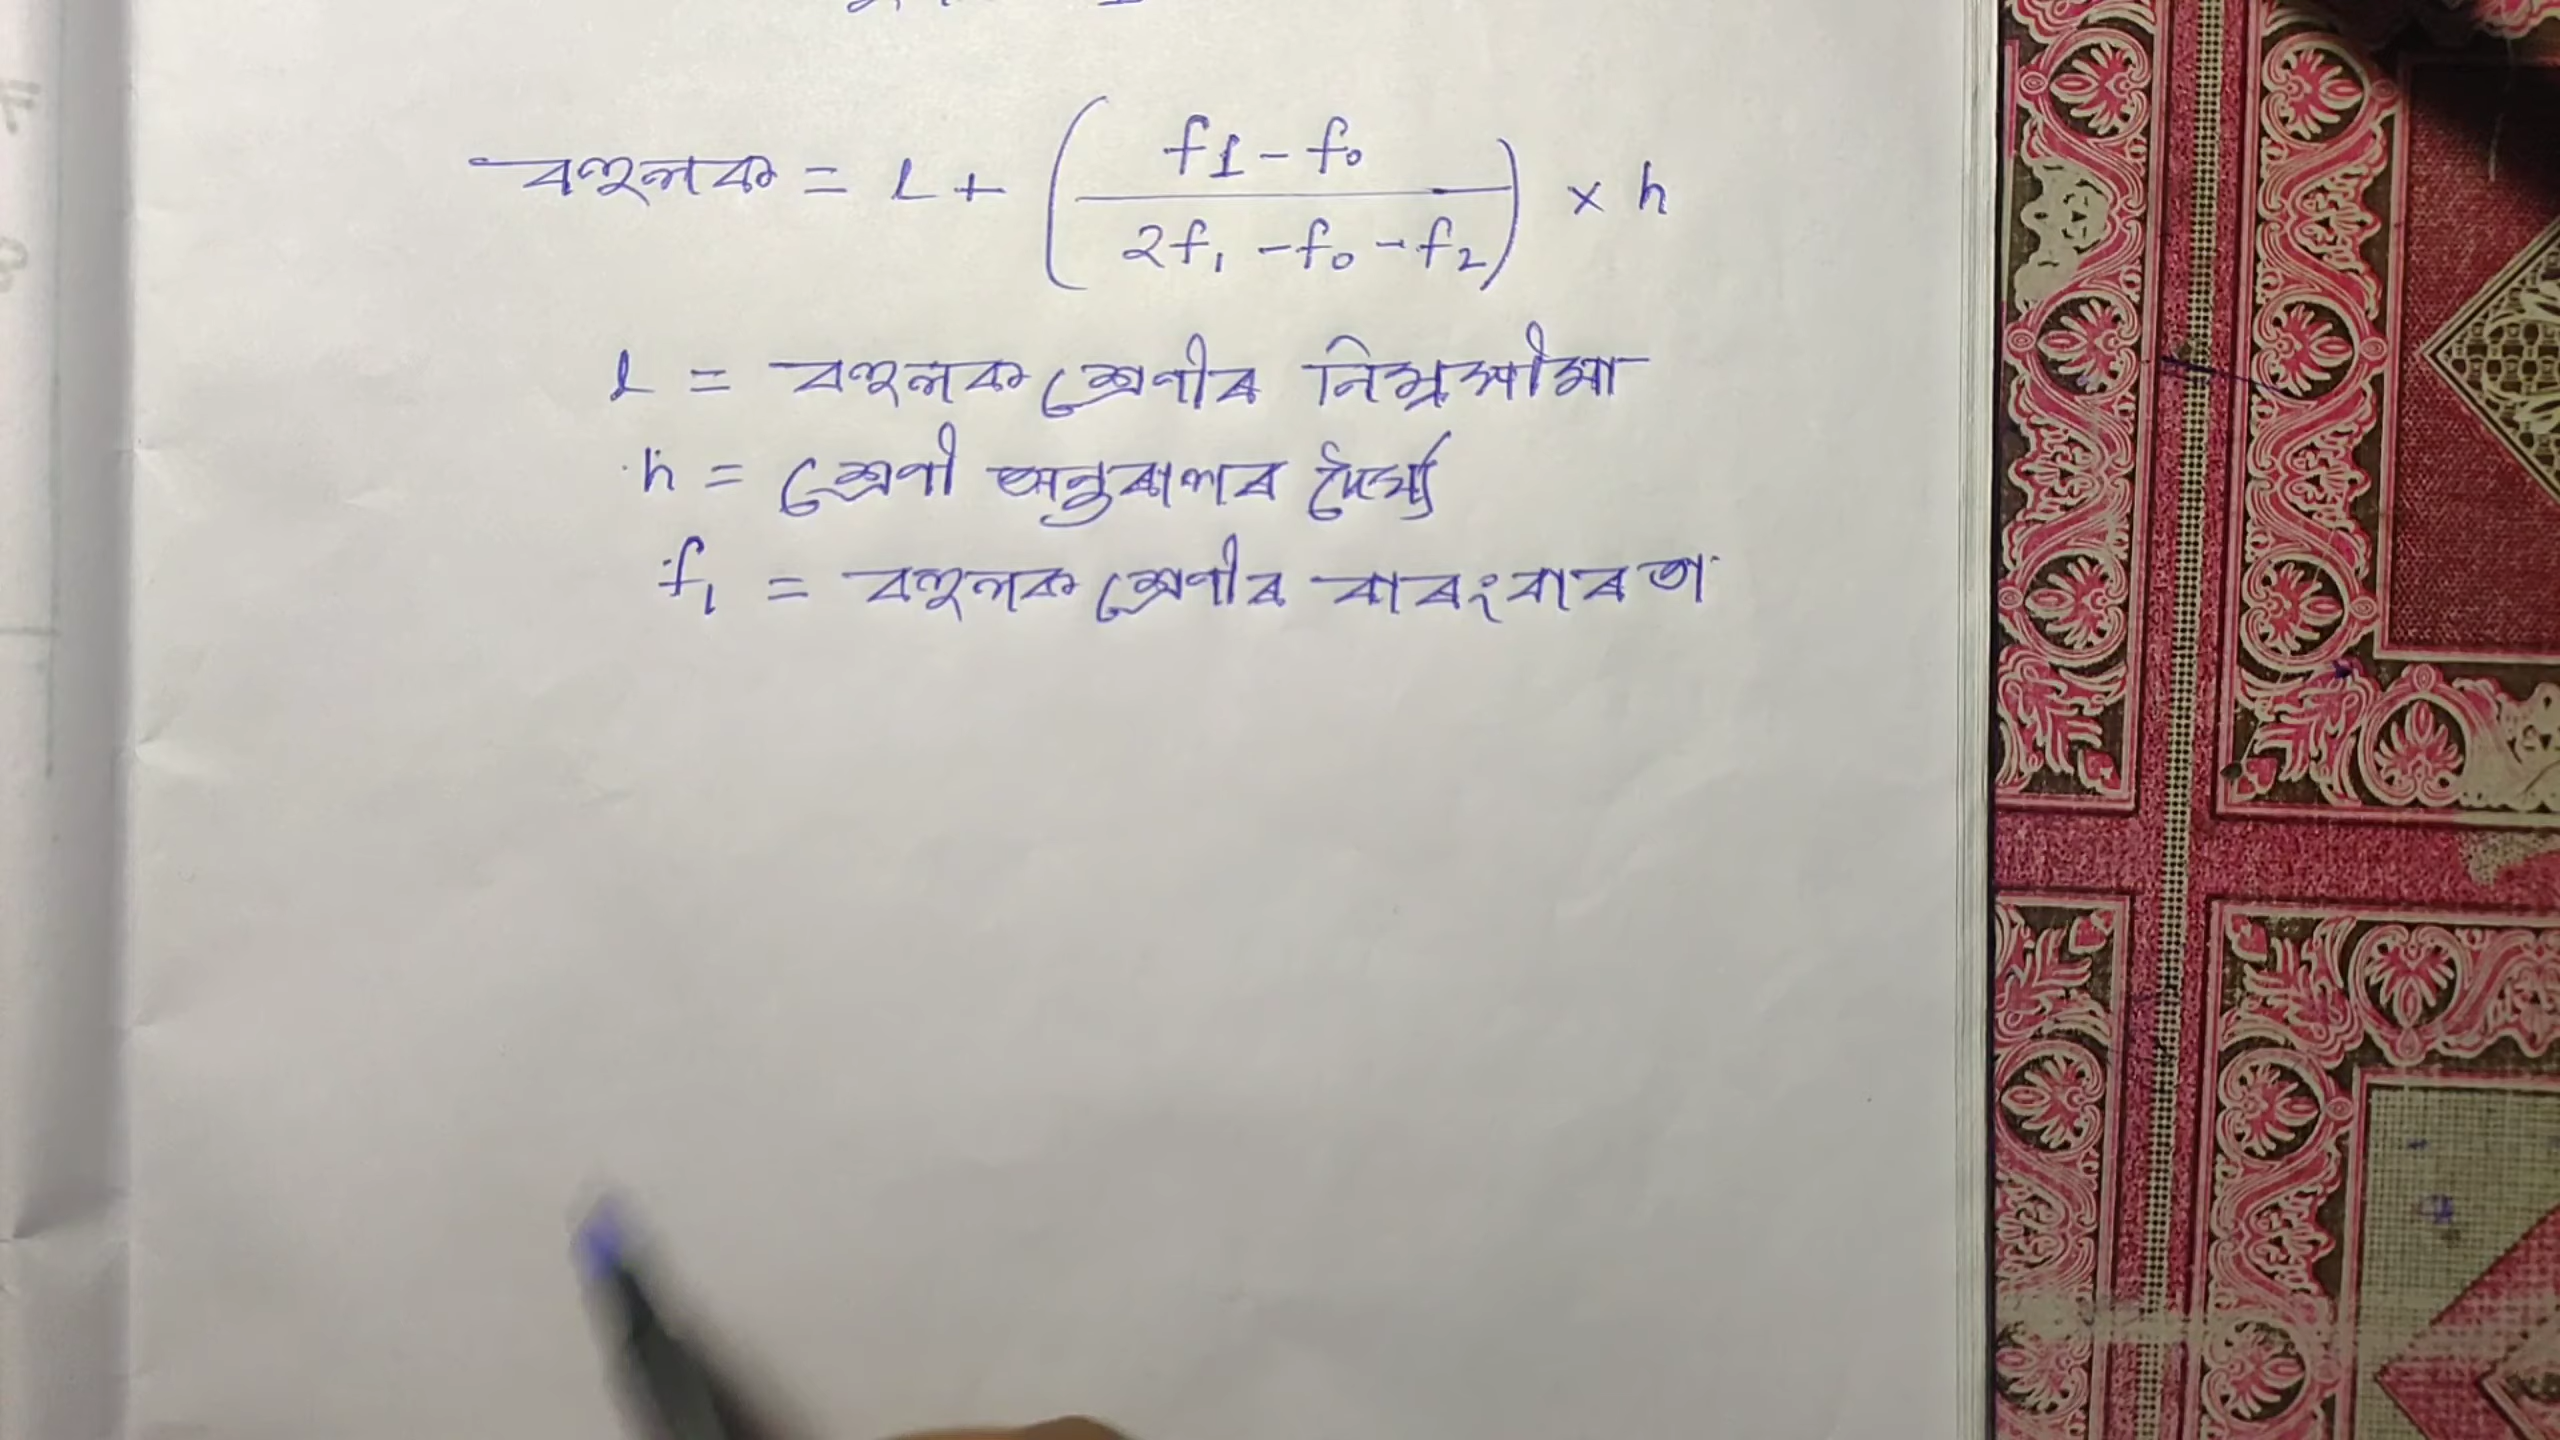 বহুলক = l + ( (f1 - f₀) / (2f₁ - f₀ - f₂) ) × h
l = বহুলক শ্ৰেণীৰ নিম্নসীমা
h = শ্ৰেণী অন্তৰালৰ দৈৰ্ঘ্য
f₁ = বহুলক শ্ৰেণীৰ বাৰংবাৰতা